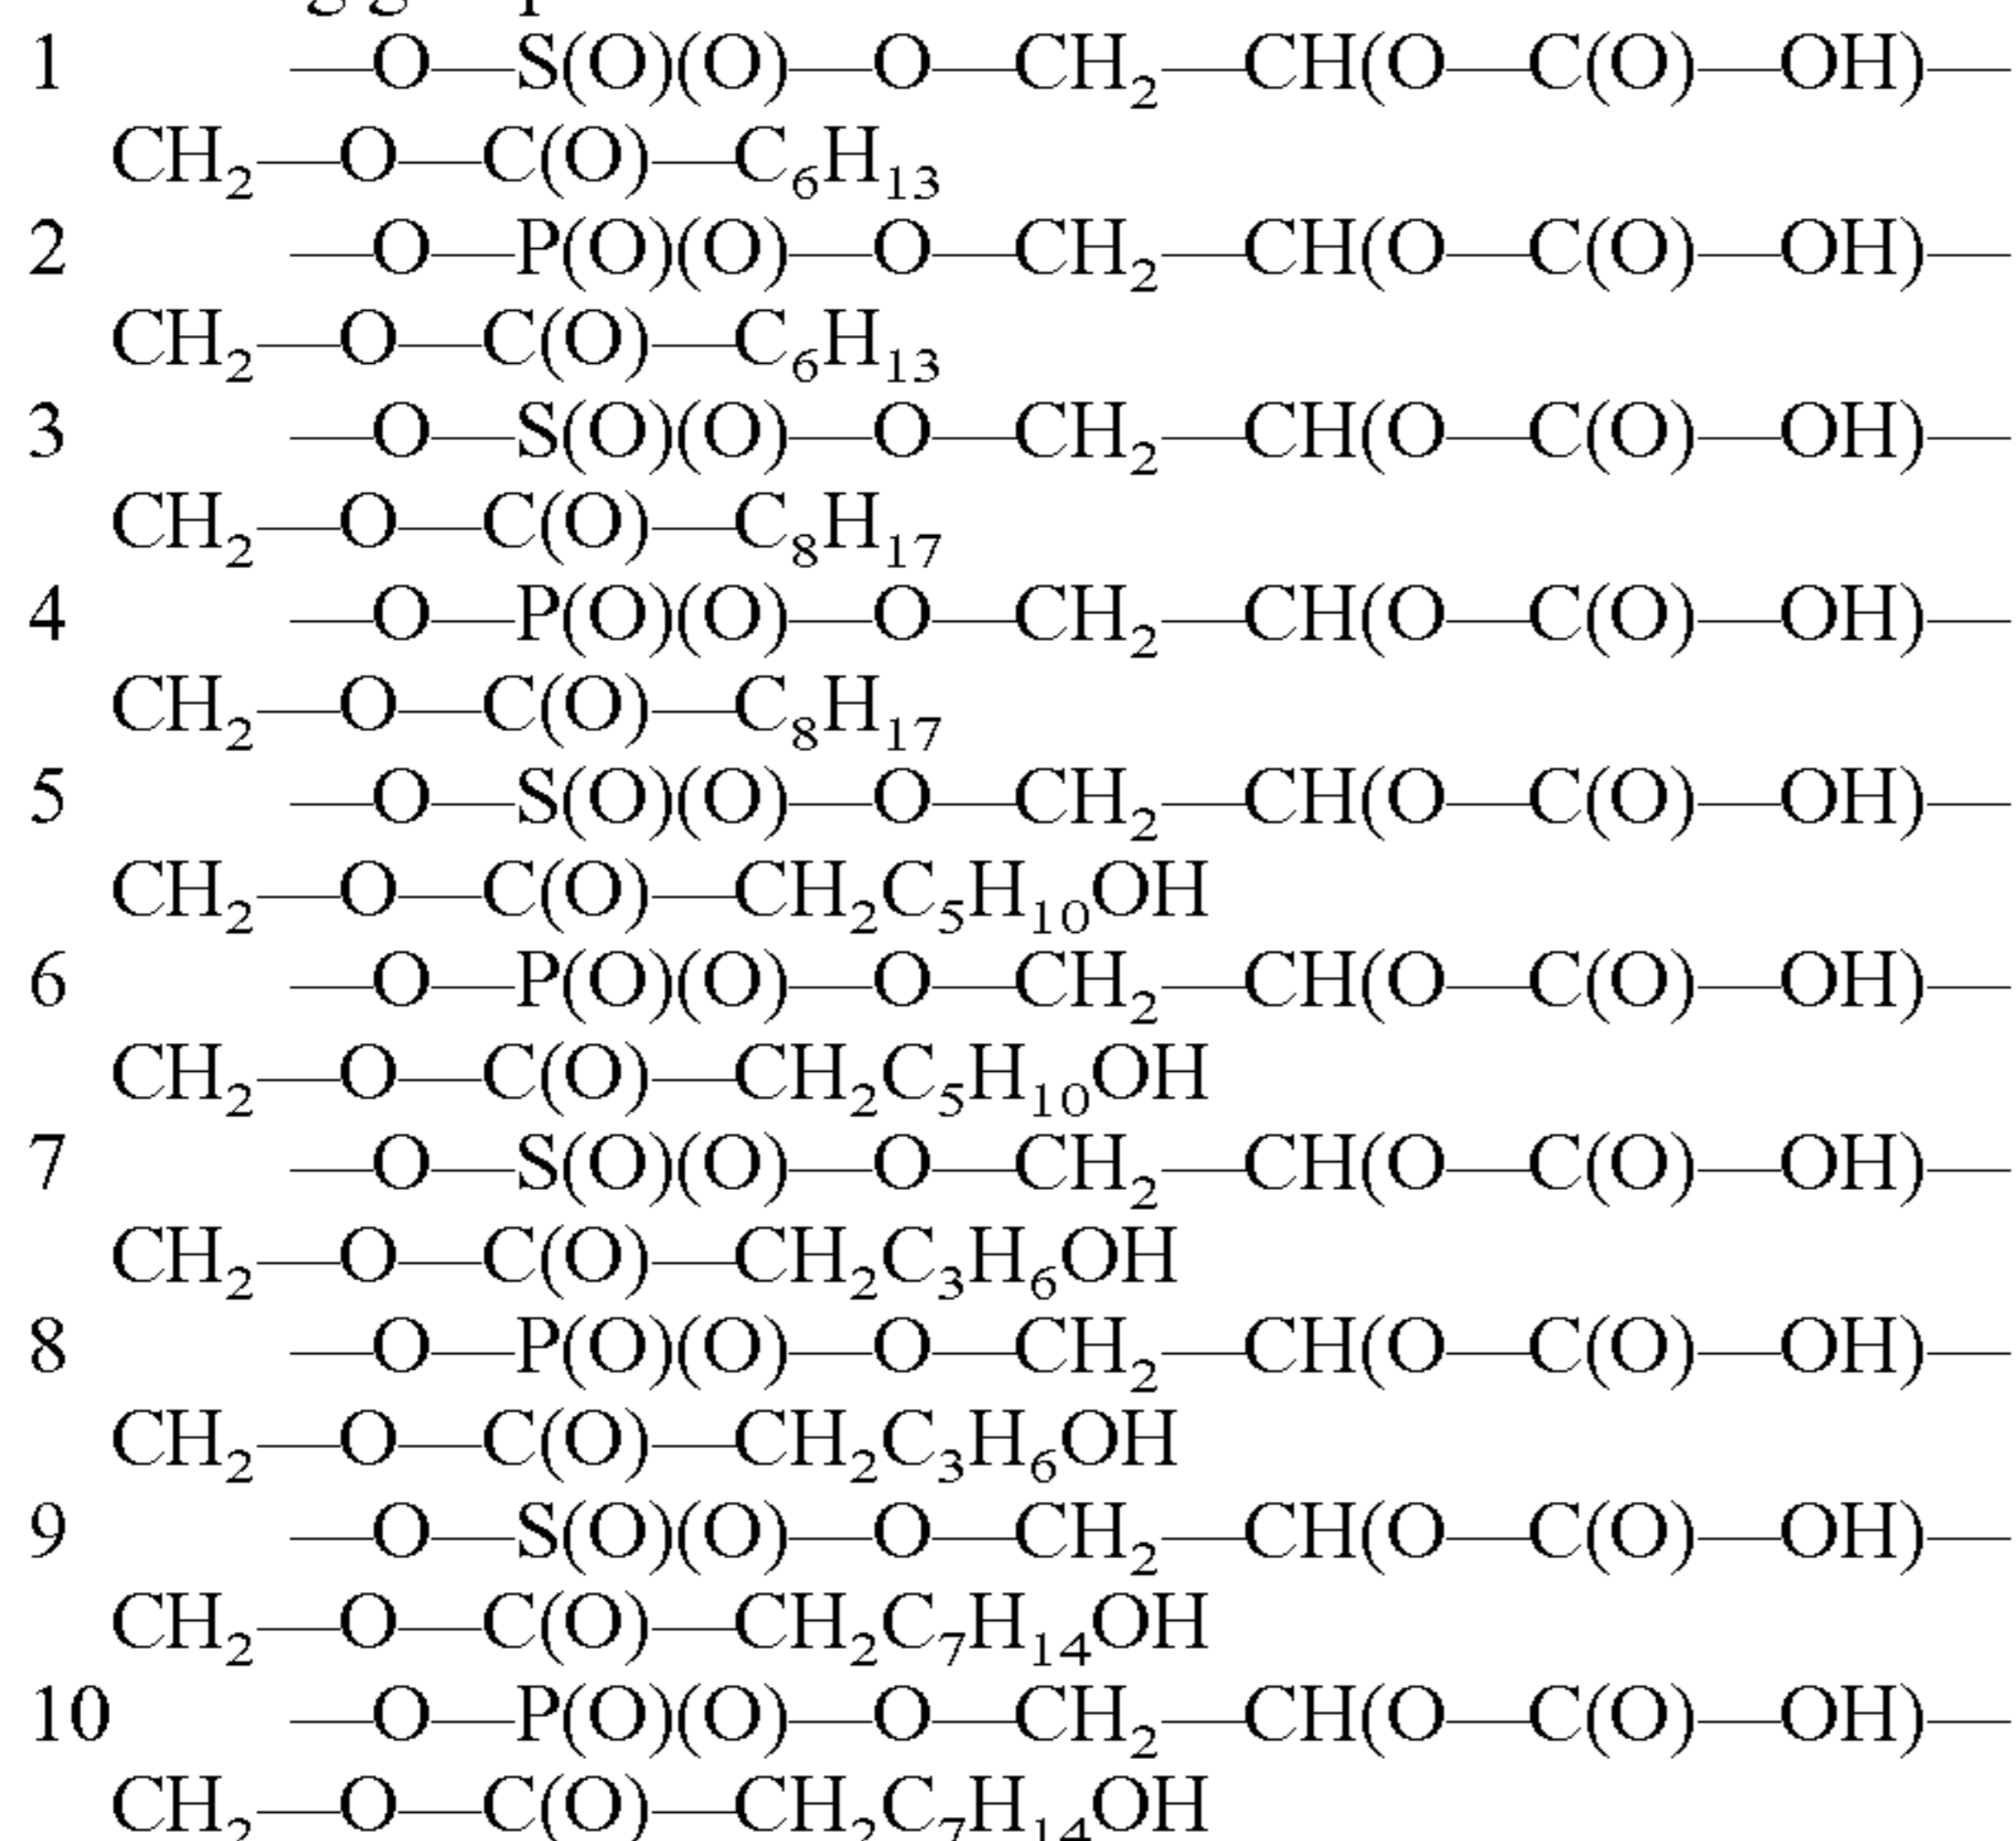 1 —O—S(O)(O)—O—CH₂—CH(O—C(O)—OH)—
CH₂—O—C(O)—C₆H₁₃
2 —O—P(O)(O)—O—CH₂—CH(O—C(O)—OH)—
CH₂—O—C(O)—C₆H₁₃
3 —O—S(O)(O)—O—CH₂—CH(O—C(O)—OH)—
CH₂—O—C(O)—C₈H₁₇
4 —O—P(O)(O)—O—CH₂—CH(O—C(O)—OH)—
CH₂—O—C(O)—C₈H₁₇
5 —O—S(O)(O)—O—CH₂—CH(O—C(O)—OH)—
CH₂—O—C(O)—CH₂C₅H₁₀OH
6 —O—P(O)(O)—O—CH₂—CH(O—C(O)—OH)—
CH₂—O—C(O)—CH₂C₅H₁₀OH
7 —O—S(O)(O)—O—CH₂—CH(O—C(O)—OH)—
CH₂—O—C(O)—CH₂C₃H₆OH
8 —O—P(O)(O)—O—CH₂—CH(O—C(O)—OH)—
CH₂—O—C(O)—CH₂C₃H₆OH
9 —O—S(O)(O)—O—CH₂—CH(O—C(O)—OH)—
CH₂—O—C(O)—CH₂C₇H₁₄OH
10 —O—P(O)(O)—O—CH₂—CH(O—C(O)—OH)—
CH₂—O—C(O)—CH₂C₇H₁₄OH